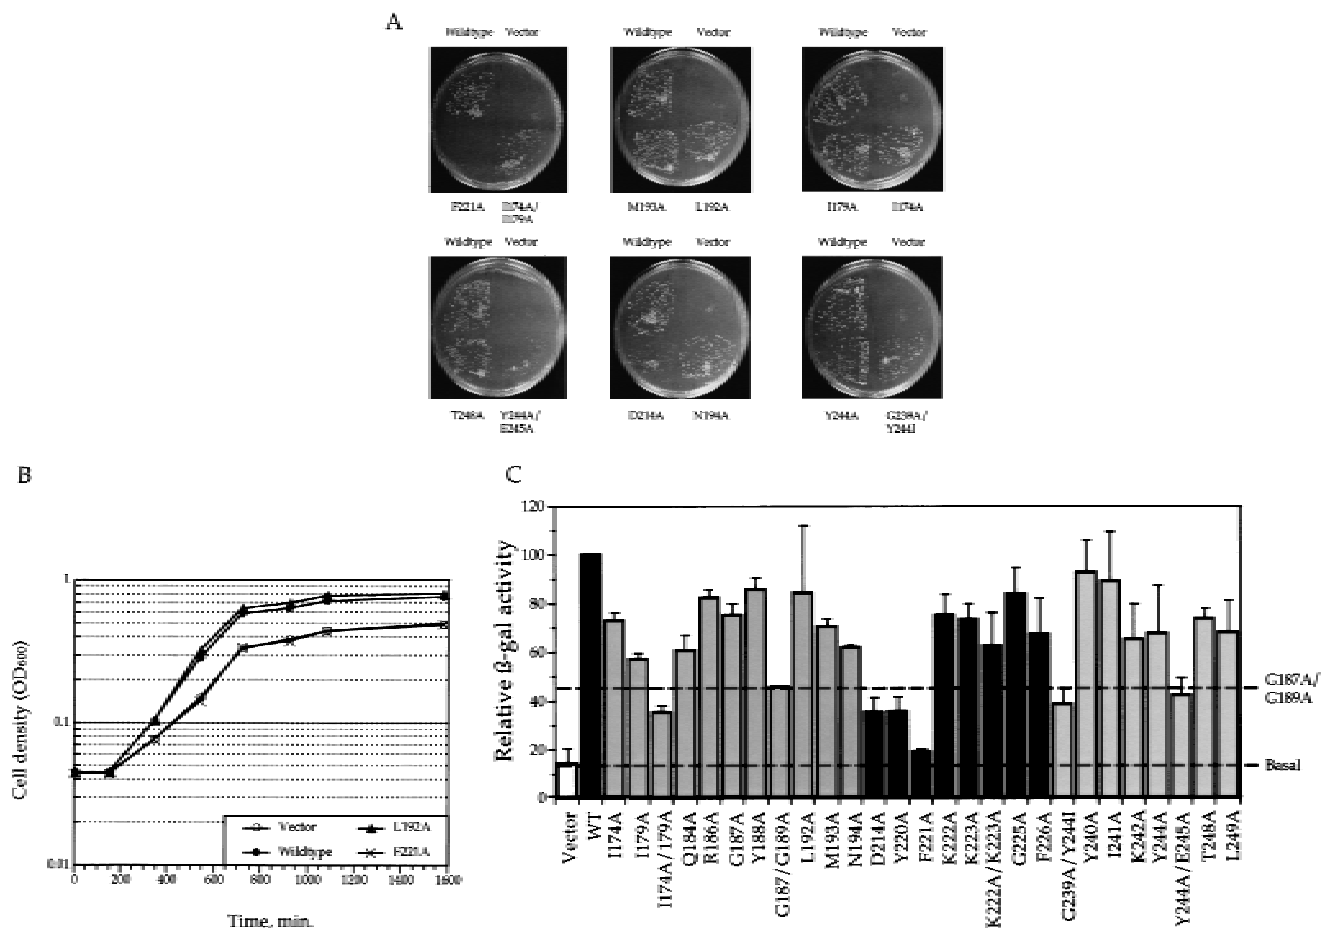 A
Wildtype Vector
Wildtype Vector
Wildtype Vector
F221A
I179A
M193A L192A
I179A
Wildtype Vector
Wildtype Vector
Wildtype Vector
T248A Y244A/
E245A
D214A N194A
Y244A G239A/
Y244I
B
Cell density (OD600)
1
0.1
0.01
0 200 400 600 800 1000 1200 1400 1600
Time, min.
Vector
L192A
Wildtype
F221A
C
Relative ß-gal activity
120
100
80
60
40
20
0
G187A/
G189A
Basal
Vector
WT
I174A
I179A
I174A/I79A
Q184A
R186A
G187A
Y188A
G187/G189A
L192A
M193A
N194A
D214A
Y220A
F221A
K222A
K223A
K222A/K223A
G225A
F226A
G239A/Y244I
Y240A
I241A
K242A
Y244A
Y244A/E245A
T248A
L249A